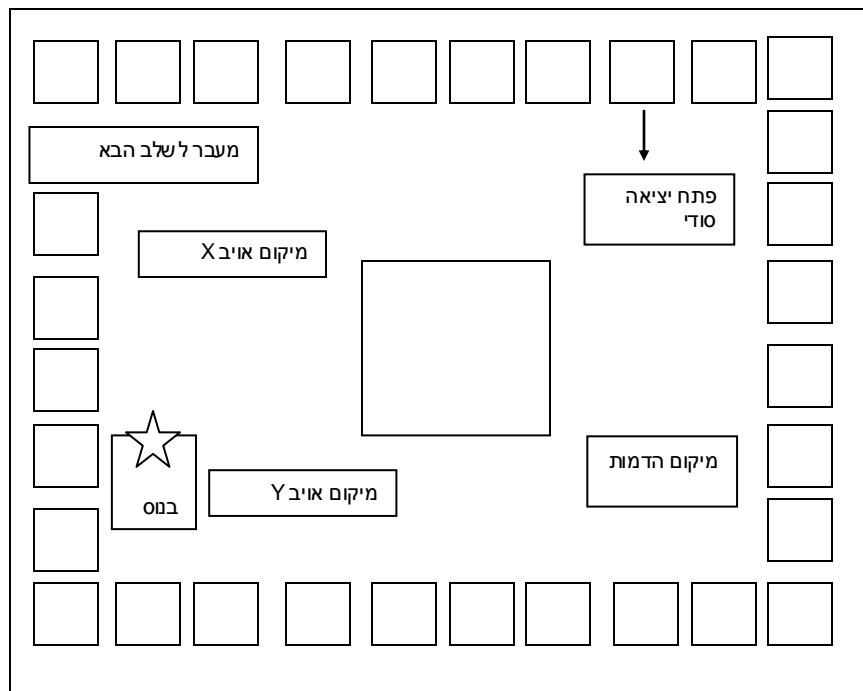 מעבר לשלב הבא
פתח יציאה
סודי
מיקום אויב X
מיקום הדמות
מיקום אויב Y
בנוס